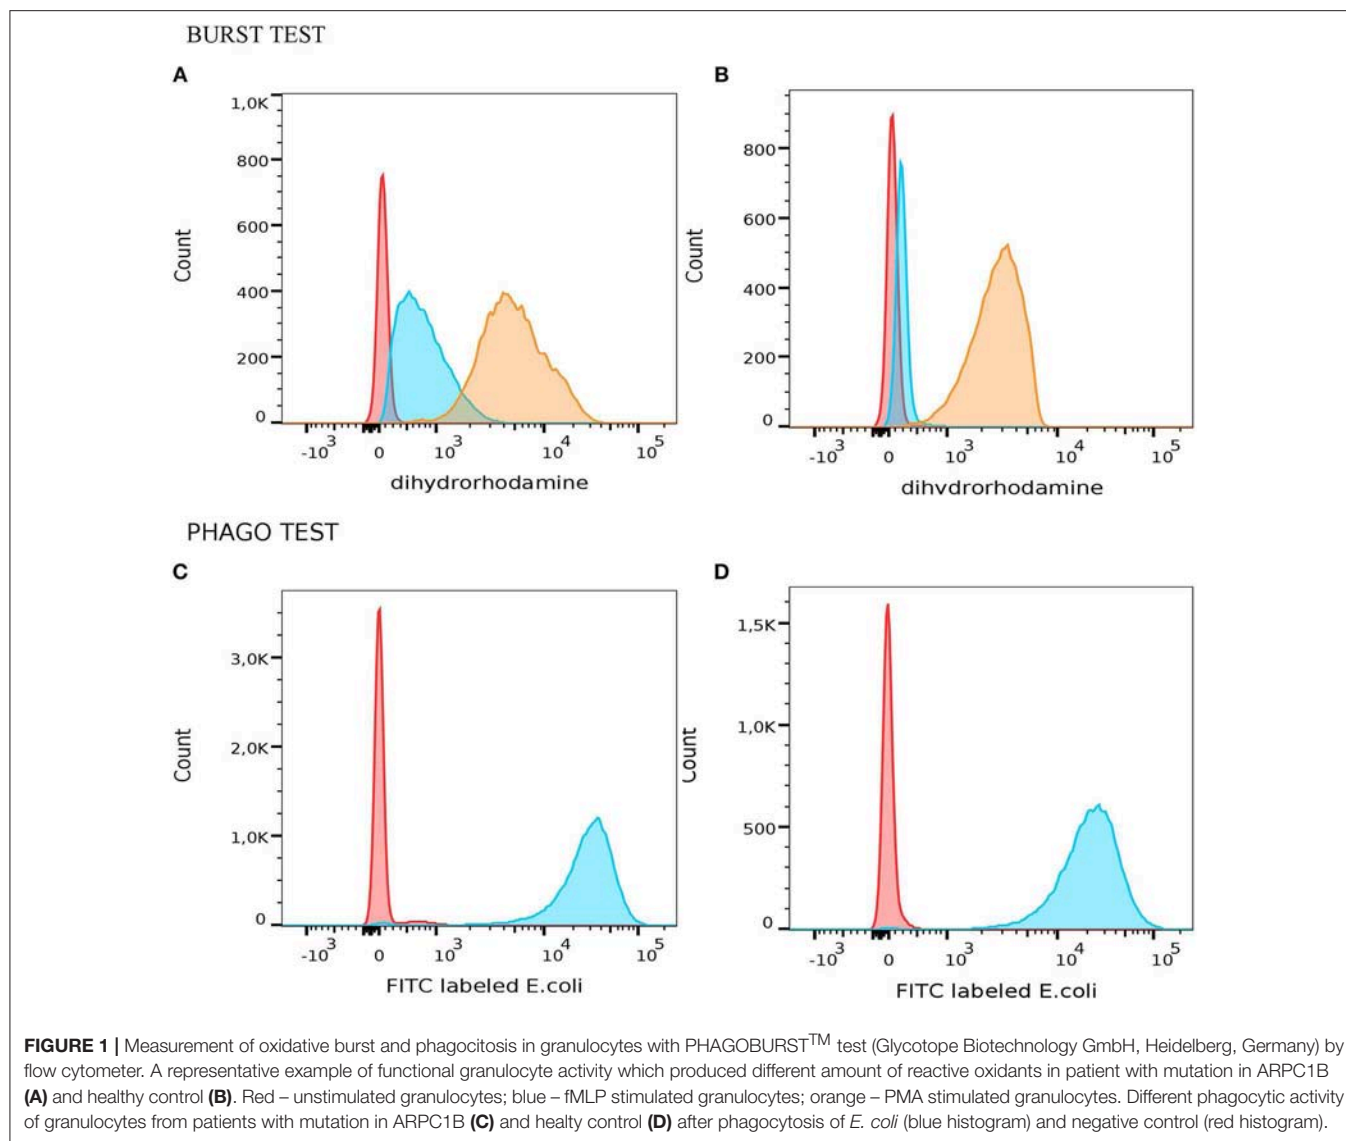 BURST TEST
A
B
1,0K
800
600
400
200
0
Count
-10³
0
10³
10⁴
10⁵
dihydrorhodamine
800
600
400
200
0
Count
-10³
0
10³
10⁴
10⁵
dihvdrorhodamine
PHAGO TEST
C
D
3,0K
2,0K
1,0K
0
Count
-10³
0
10³
10⁴
10⁵
FITC labeled E.coli
1,5K
1,0K
500
0
Count
-10³
0
10³
10⁴
10⁵
FITC labeled E.coli
FIGURE 1 | Measurement of oxidative burst and phagocitosis in granulocytes with PHAGOBURST™ test (Glycotope Biotechnology GmbH, Heidelberg, Germany) by
flow cytometer. A representative example of functional granulocyte activity which produced different amount of reactive oxidants in patient with mutation in ARPC1B
(A) and healthy control (B). Red – unstimulated granulocytes; blue – fMLP stimulated granulocytes; orange – PMA stimulated granulocytes. Different phagocytic activity
of granulocytes from patients with mutation in ARPC1B (C) and healty control (D) after phagocytosis of E. coli (blue histogram) and negative control (red histogram).